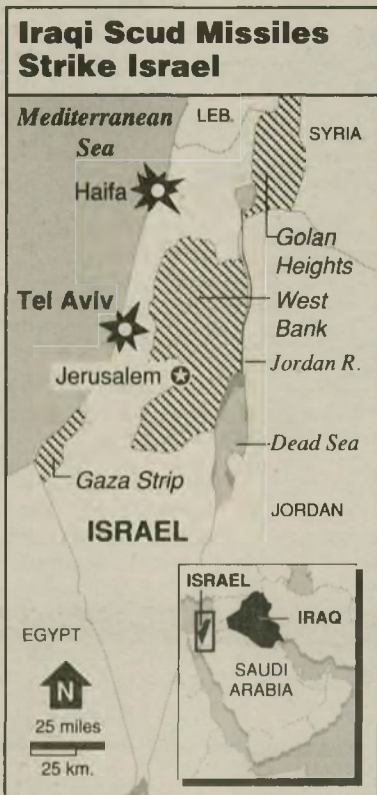 Iraqi Scud Missiles
Strike Israel
Mediterranean
Sea
LEB.
SYRIA
Haifa
Golan
Heights
Tel Aviv
West
Bank
Jerusalem
Jordan R.
Dead Sea
Gaza Strip
ISRAEL
JORDAN
EGYPT
N
25 miles
25 km.
ISRAEL
IRAQ
SAUDI
ARABIA